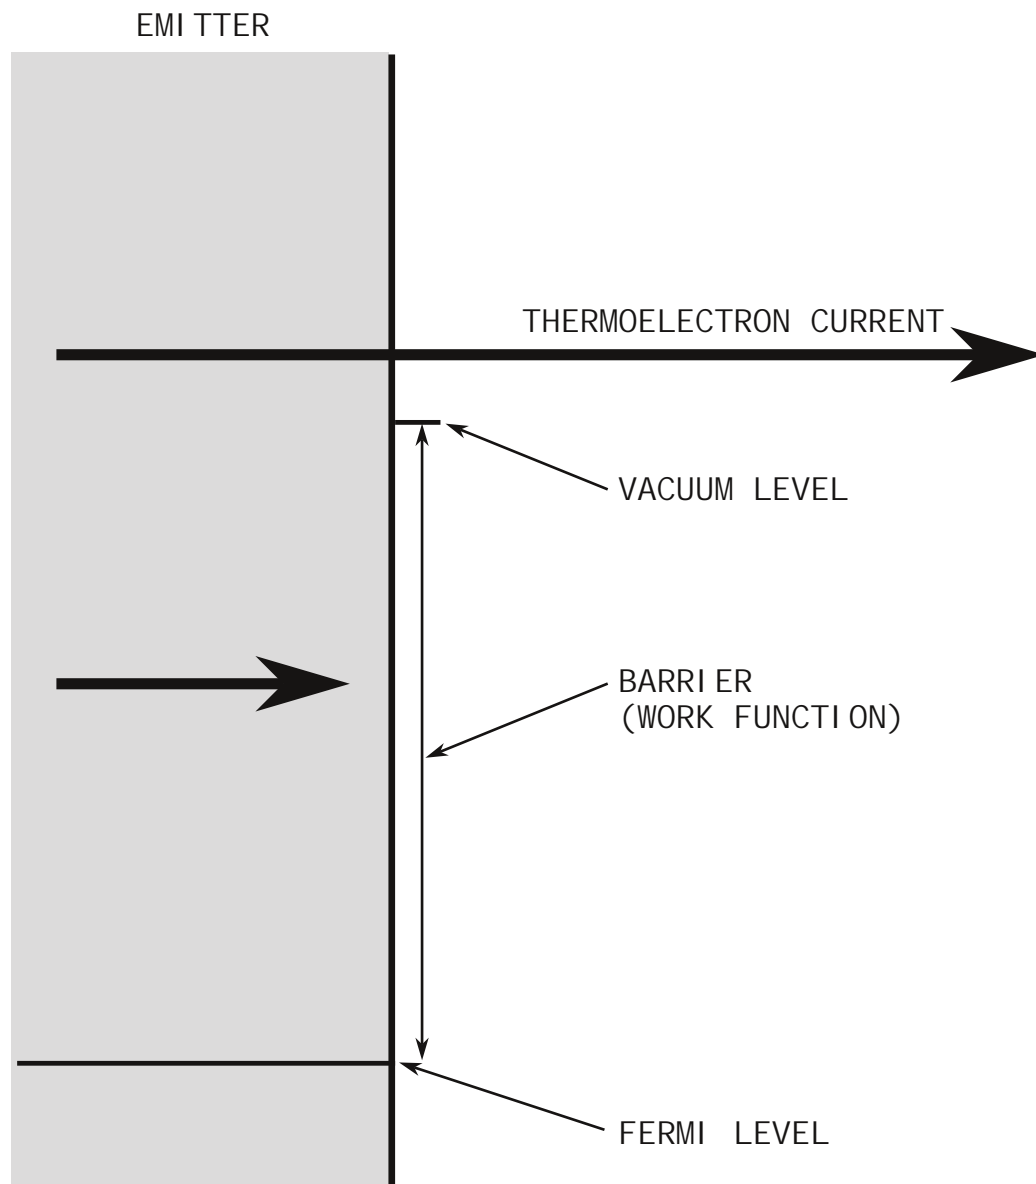 EMITTER
THERMOELECTRON CURRENT
VACUUM LEVEL
BARRIER
(WORK FUNCTION)
FERMI LEVEL